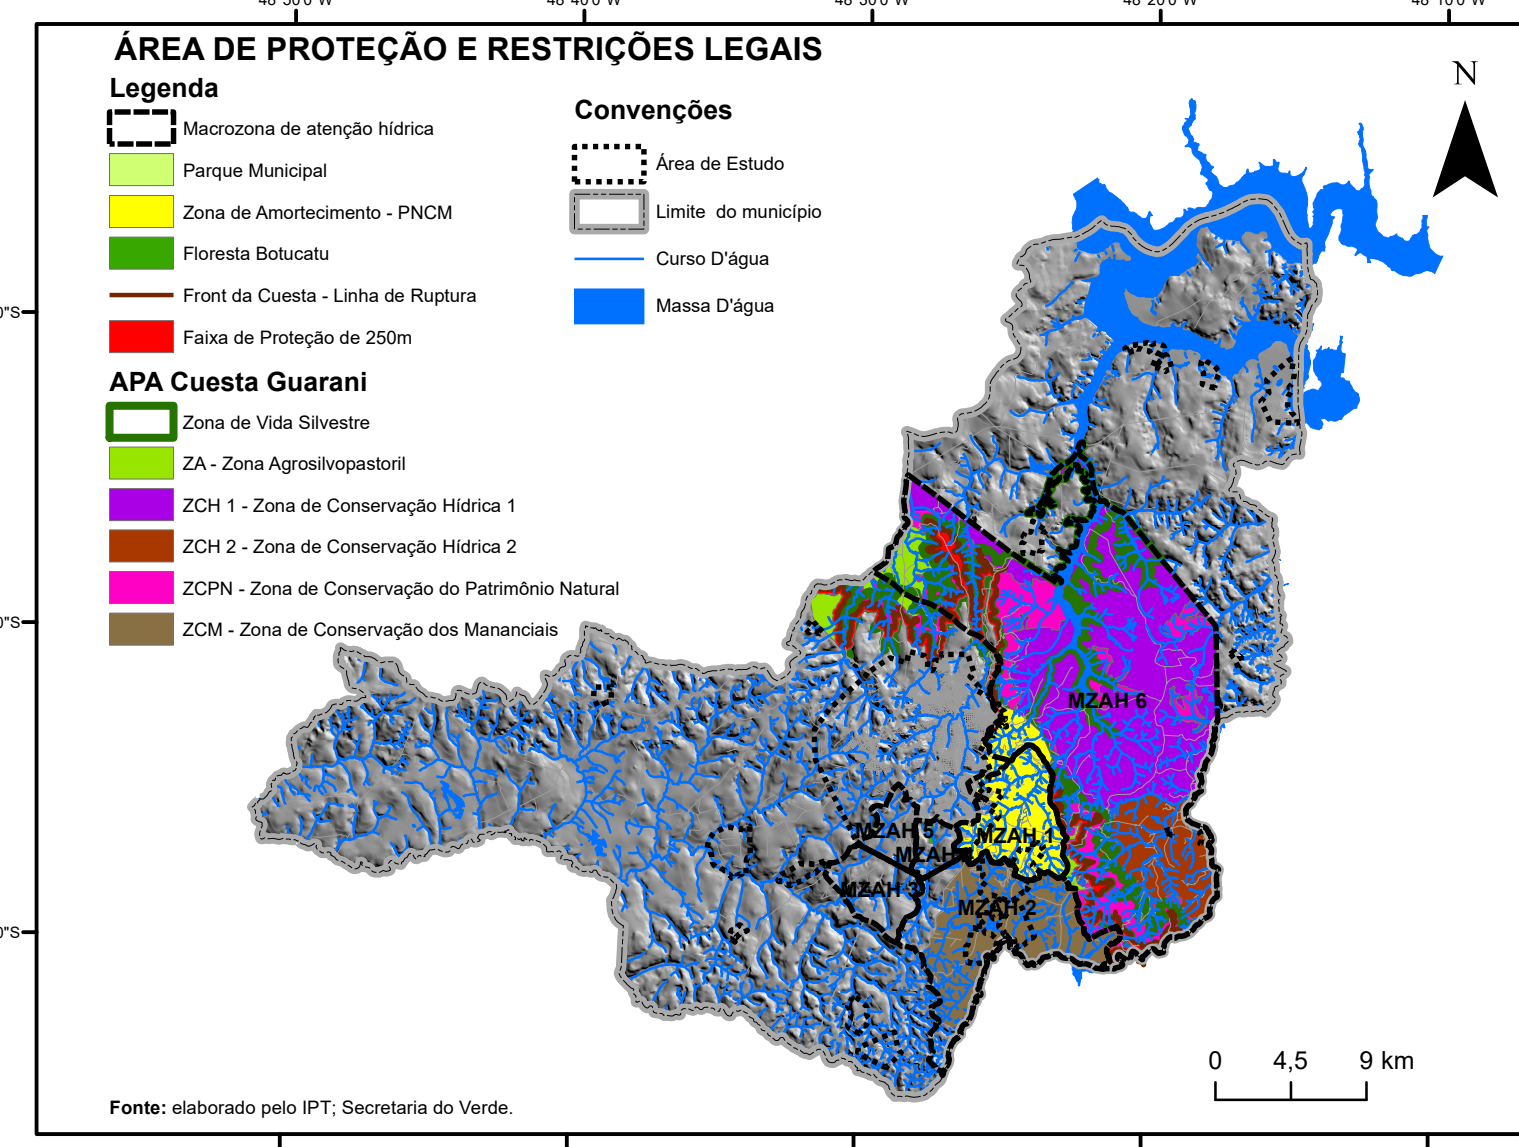 ÁREA DE PROTEÇÃO E RESTRIÇÕES LEGAIS
Legenda
Macrozona de atenção hídrica
Parque Municipal
Zona de Amortecimento - PNCM
Floresta Botucatu
Front da Cuesta - Linha de Ruptura
Faixa de Proteção de 250m
APA Cuesta Guarani
Zona de Vida Silvestre
ZA - Zona Agrosilvopastoril
ZCH 1 - Zona de Conservação Hídrica 1
ZCH 2 - Zona de Conservação Hídrica 2
ZCPN - Zona de Conservação do Patrimônio Natural
ZCM - Zona de Conservação dos Mananciais
Convenções
Área de Estudo
Limite do município
Curso D'água
Massa D'água
N
MZAH 6
MZAH 5
MZAH 1
MZAH
MZAH 3
MZAH 2
0 4,5 9 km
0"S
0"S
0"S
Fonte: elaborado pelo IPT; Secretaria do Verde.